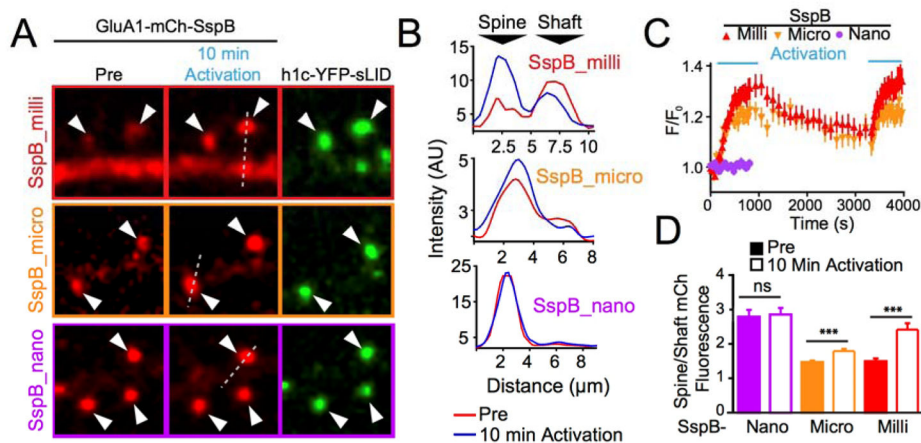 A
GluA1-mCh-SspB
10 min
Pre
Activation
h1c-YFP-sLID
SspB_milli
SspB_micro
SspB_nano
B
Spine Shaft
15
10
5
SspB_milli
2.5 5 7.5 10
5
3
SspB_micro
2 4 6 8
25
15
5
SspB_nano
2 4 6 8
Intensity (AU)
Distance (µm)
Pre
10 min Activation
C
SspB
Milli Micro Nano
Activation
1.4
1.2
1.0
F/F0
0 1000 2000 3000 4000
Time (s)
D
Pre
10 Min Activation
4
3
2
1
0
Spine/Shaft mCh
Fluorescence
ns
***
***
SspB- Nano Micro Milli